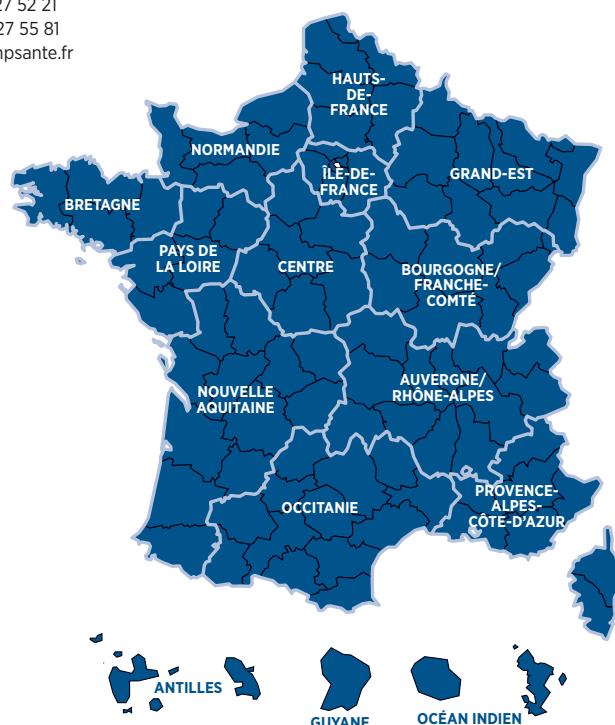 27 52 21
27 55 81
npsante.fr
HAUTS-
DE-
FRANCE
NORMANDIE
ÎLE-DE-
FRANCE
GRAND-EST
BRETAGNE
PAYS DE
LA LOIRE
CENTRE
BOURGOGNE/
FRANCHE-
COMTÉ
NOUVELLE
AQUITAINE
AUVERGNE/
RHÔNE-ALPES
OCCITANIE
PROVENCE-
ALPES-
CÔTE-D'AZUR
ANTILLES
GUYANE
OCÉAN INDIEN